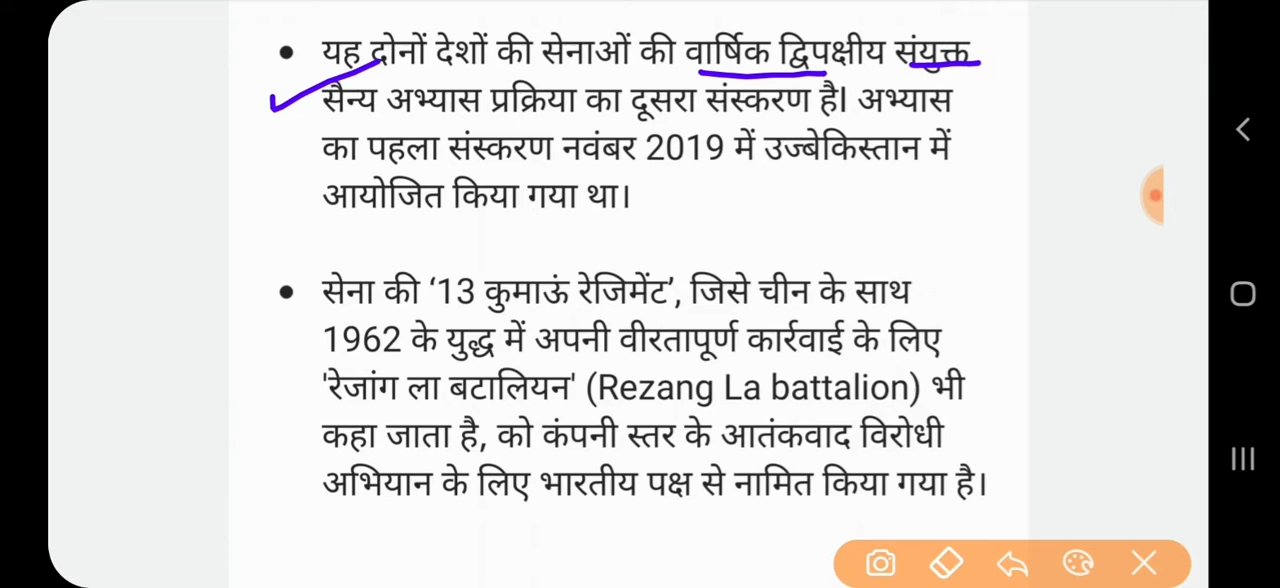 यह दोनों देशों की सेनाओं की वार्षिक द्विपक्षीय संयुक्त
सैन्य अभ्यास प्रक्रिया का दूसरा संस्करण है। अभ्यास
का पहला संस्करण नवंबर 2019 में उज्बेकिस्तान में
आयोजित किया गया था।
सेना की ‘13 कुमाऊं रेजिमेंट’, जिसे चीन के साथ
1962 के युद्ध में अपनी वीरतापूर्ण कार्रवाई के लिए
'रेजांग ला बटालियन' (Rezang La battalion) भी
कहा जाता है, को कंपनी स्तर के आतंकवाद विरोधी
अभियान के लिए भारतीय पक्ष से नामित किया गया है।